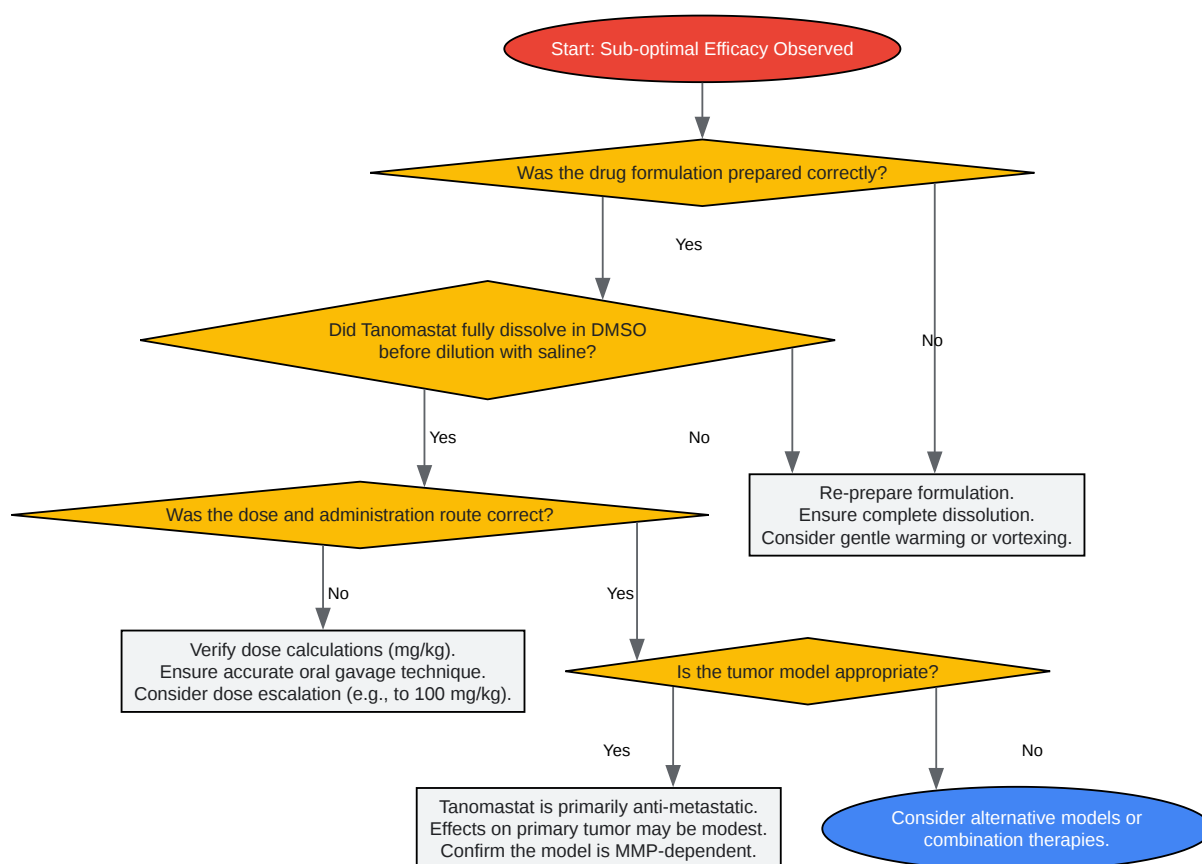 Start: Sub-optimal Efficacy Observed
Was the drug formulation prepared correctly?
Yes
Did Tanomastat fully dissolve in DMSO
before dilution with saline?
No
Yes
No
Re-prepare formulation.
Ensure complete dissolution.
Consider gentle warming or vortexing.
Was the dose and administration route correct?
No
Yes
Verify dose calculations (mg/kg).
Ensure accurate oral gavage technique.
Consider dose escalation (e.g., to 100 mg/kg).
Is the tumor model appropriate?
Yes
No
Tanomastat is primarily anti-metastatic.
Effects on primary tumor may be modest.
Confirm the model is MMP-dependent.
Consider alternative models or
combination therapies.